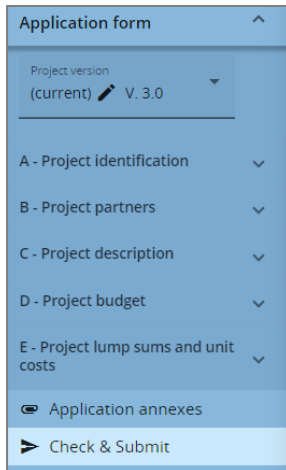 Application form
Project version
(current) V. 3.0
A - Project identification
B - Project partners
C - Project description
D - Project budget
E - Project lump sums and unit
costs
Application annexes
Check & Submit